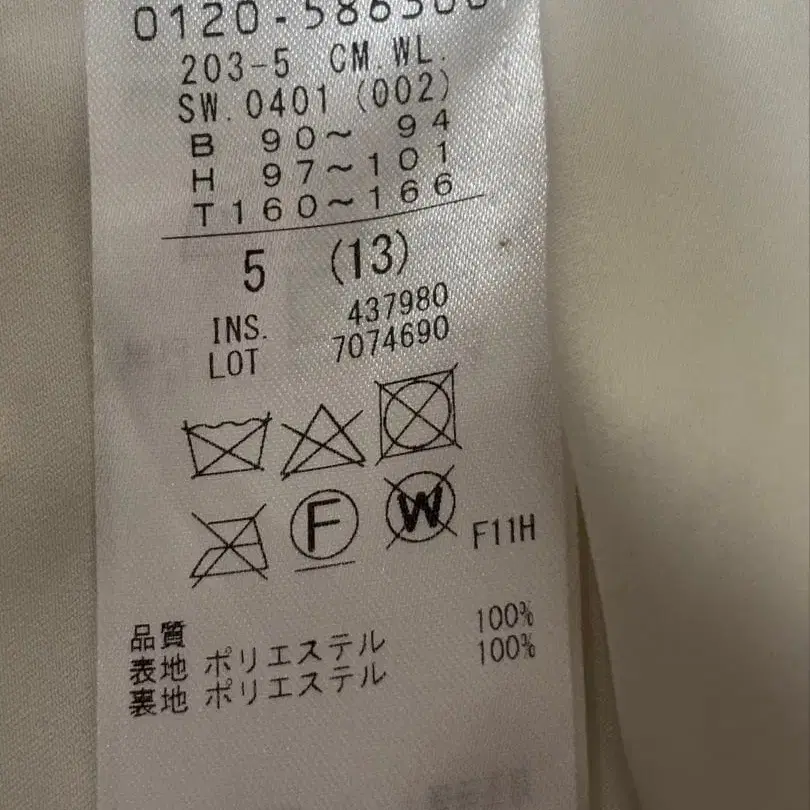 0120-586300
203-5 CM.WL.
SW.0401 (002)
B 90～ 94
H 97～101
T160～166
5 (13)
INS. 437980
LOT 7074690
F
W
F11H
品質
表地 ポリエステル 100%
裏地 ポリエステル 100%